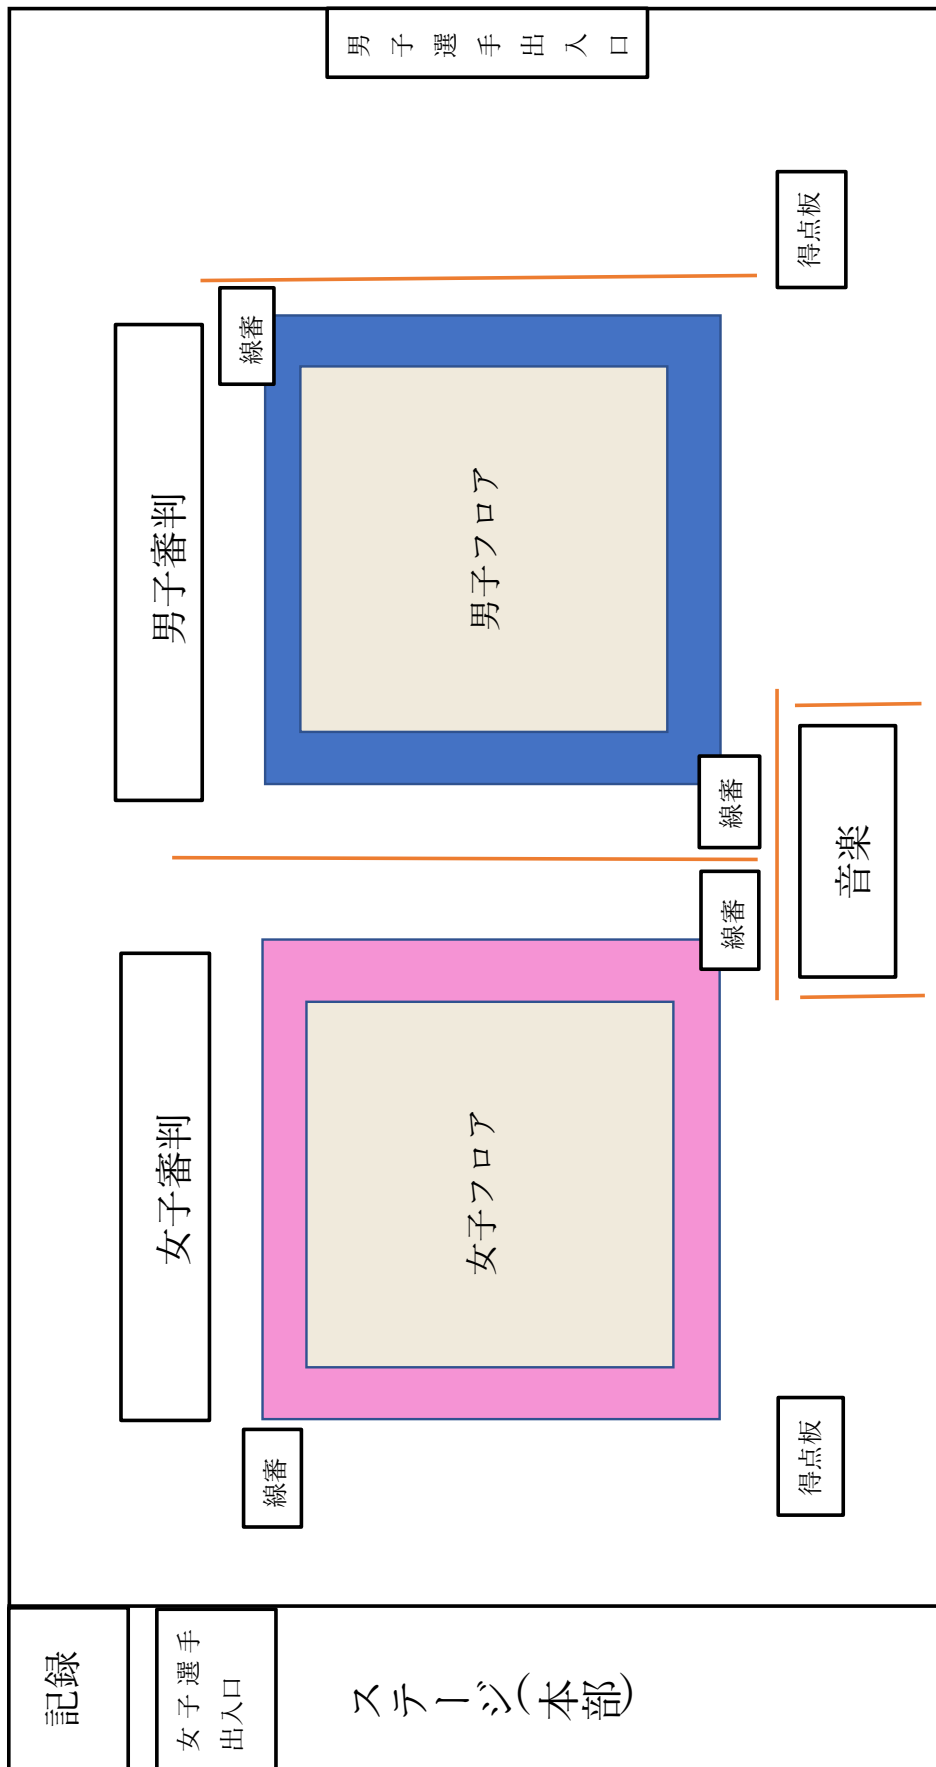 男子選手出入口
得点板
線審
男子審判
男子フロア
線審
音楽
線審
女子審判
女子フロア
線審
得点板
記録
女子選手
出入口
ステージ(本部)